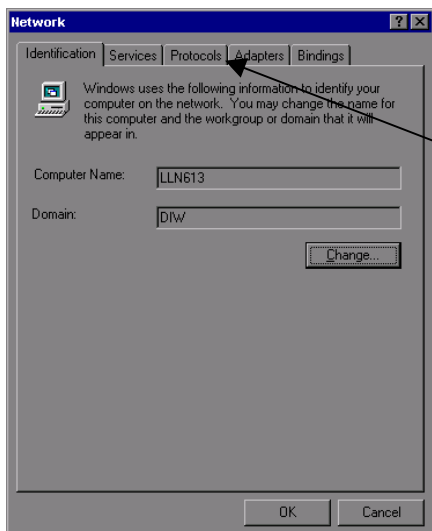 Network
Identification Services Protocols Adapters Bindings
Windows uses the following information to identify your
computer on the network. You may change the name for
this computer and the workgroup or domain that it will
appear in.
Computer Name: LLN613
Domain: DIW
Change...
OK Cancel